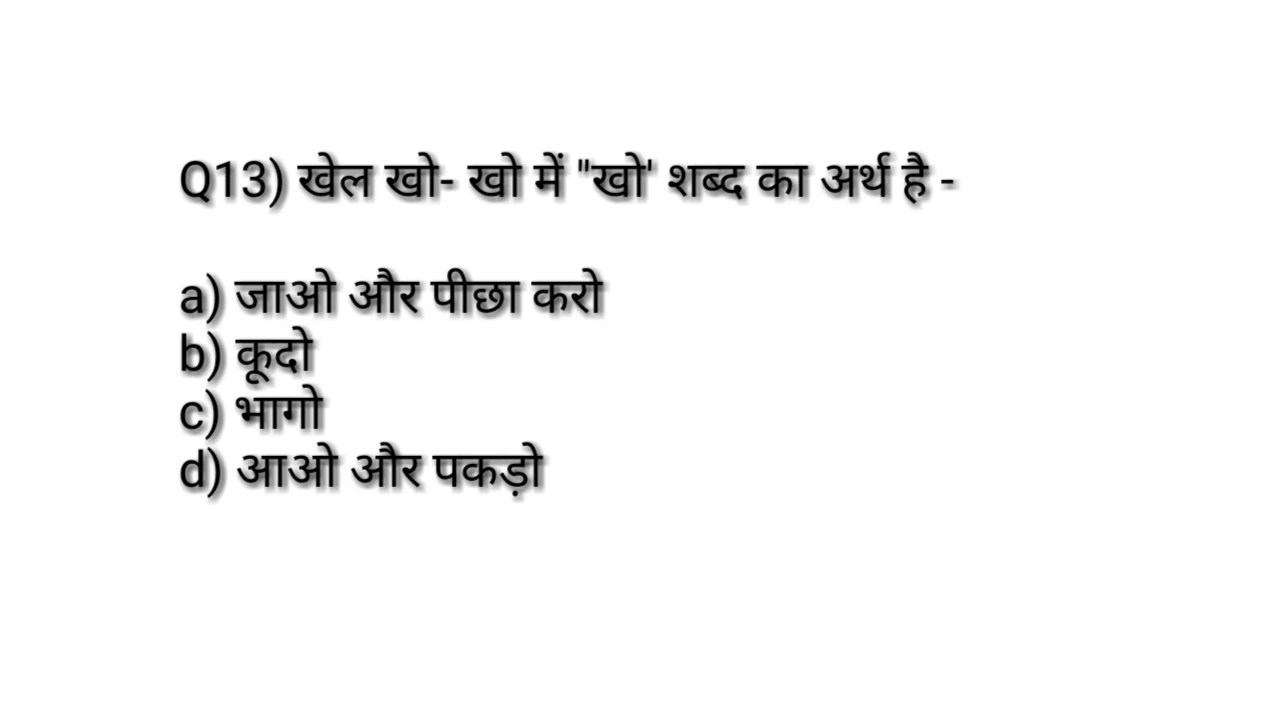 Q13) खेल खो- खो में "खो' शब्द का अर्थ है -
a) जाओ और पीछा करो
b) कूदो
c) भागो
d) आओ और पकड़ो